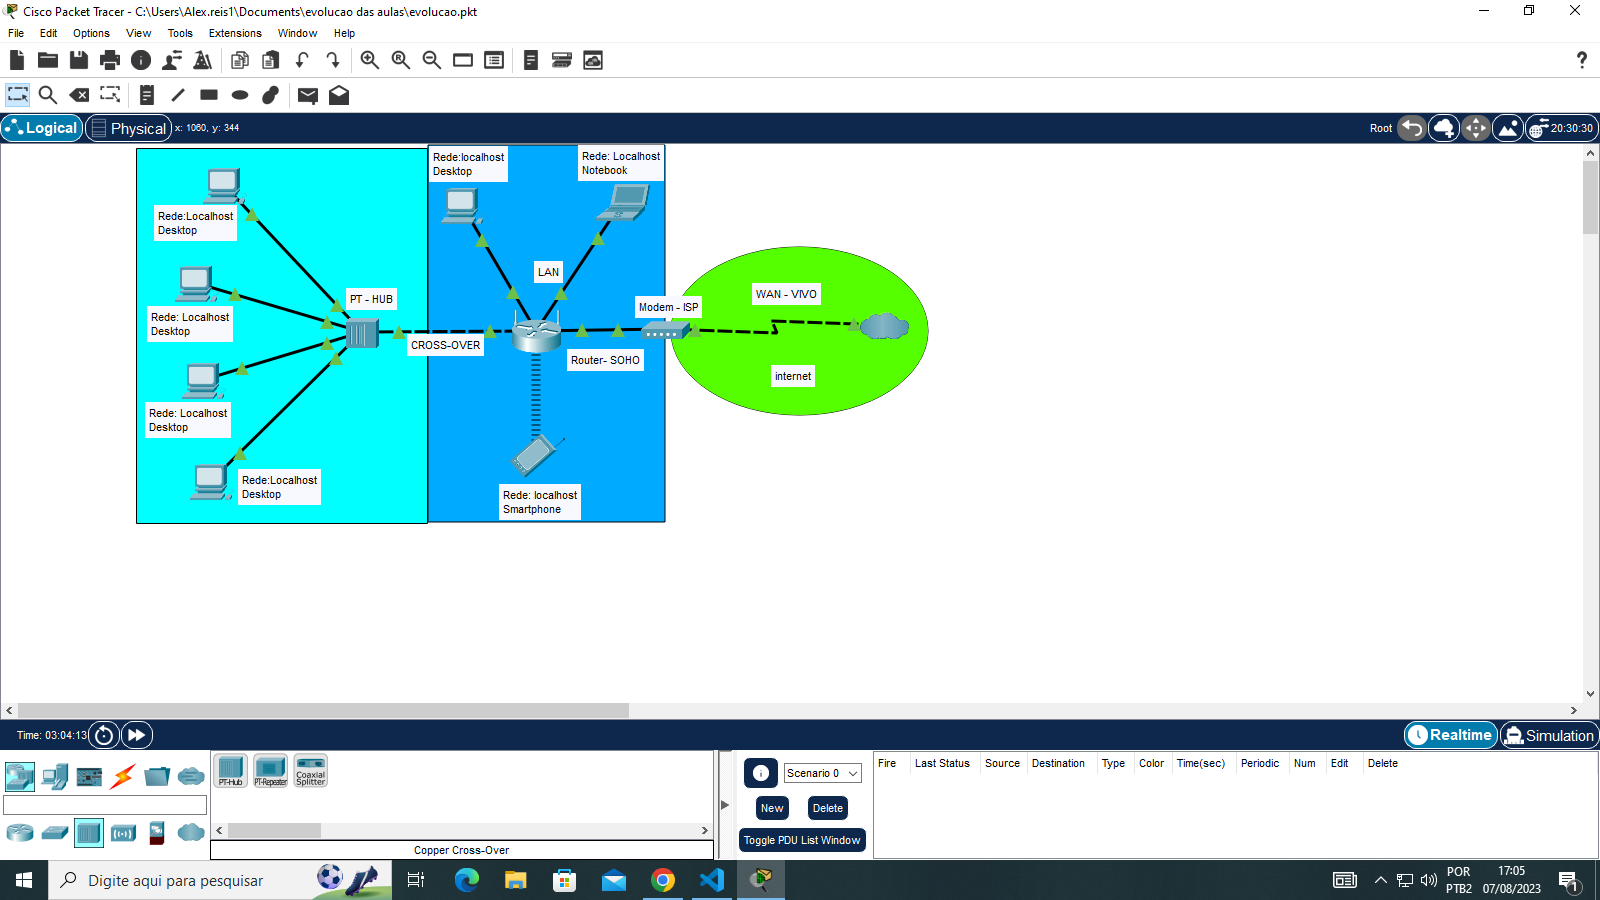 Cisco Packet Tracer - C:\Users\Alex.reis1\Documents\evolucao das aulas\evolucao.pkt
File Edit Options View Tools Extensions Window Help
Logical Physical x: 1060, y: 344 Root 20:30:30
Rede:localhost
Desktop
Rede: Localhost
Notebook
Rede:Localhost
Desktop
LAN
WAN - VIVO
PT - HUB
Modem - ISP
Rede: Localhost
Desktop
CROSS-OVER
Router- SOHO
internet
Rede: Localhost
Desktop
Rede:Localhost
Desktop
Rede: localhost
Smartphone
Time: 03:04:13 Realtime Simulation
PT-Hub PT-Repeater Coaxial Splitter
Scenario 0
New Delete
Toggle PDU List Window
Fire Last Status Source Destination Type Color Time(sec) Periodic Num Edit Delete
Copper Cross-Over
Digite aqui para pesquisar
POR
PTB2
17:05
07/08/2023
1